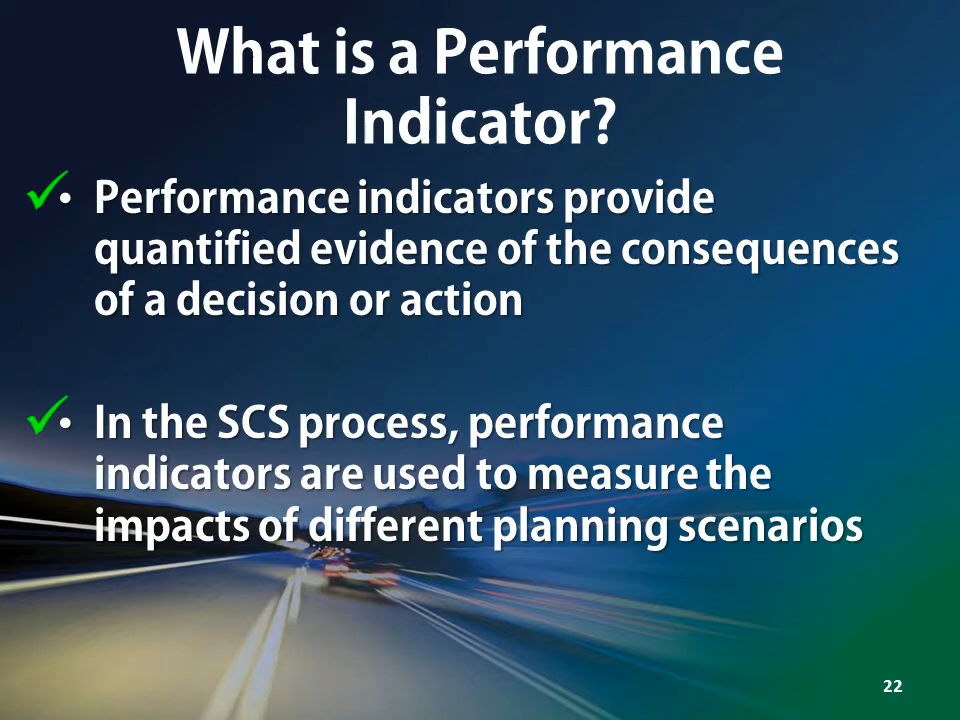 What is a Performance
Indicator?
✓• Performance indicators provide
quantified evidence of the consequences
of a decision or action
✓• In the SCS process, performance
indicators are used to measure the
impacts of different planning scenarios
22